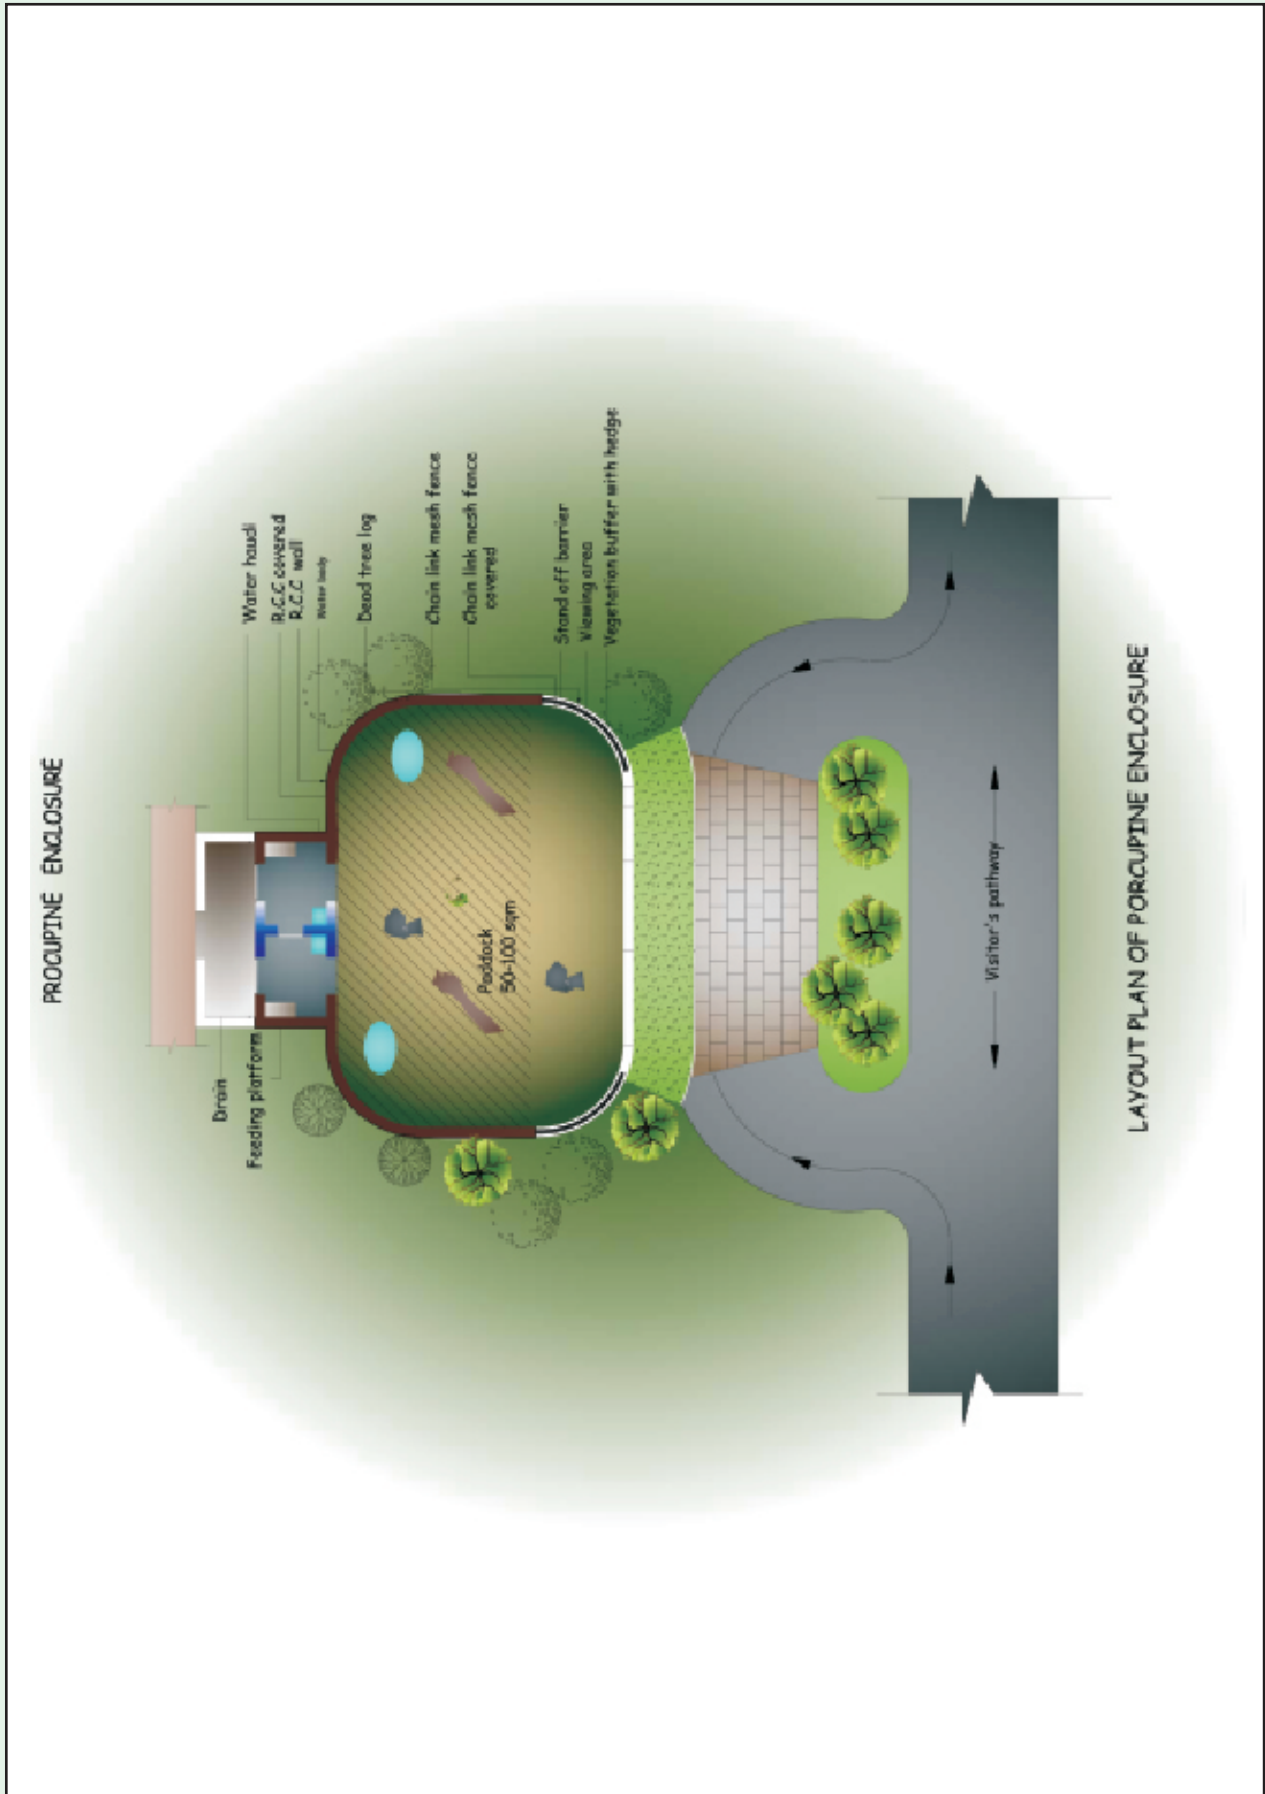 PROCUPINE ENCLOSURE
Water haudi
R.C.C covered
R.C.C wall
Water body
Dead tree log
Chain link mesh fence
Chain link mesh fence
covered
Stand off barrier
Viewing area
Vegetation buffer with hedge
Drain
Feeding platform
Paddock
50-100 sqm
Visitor's pathway
LAYOUT PLAN OF PORCUPINE ENCLOSURE